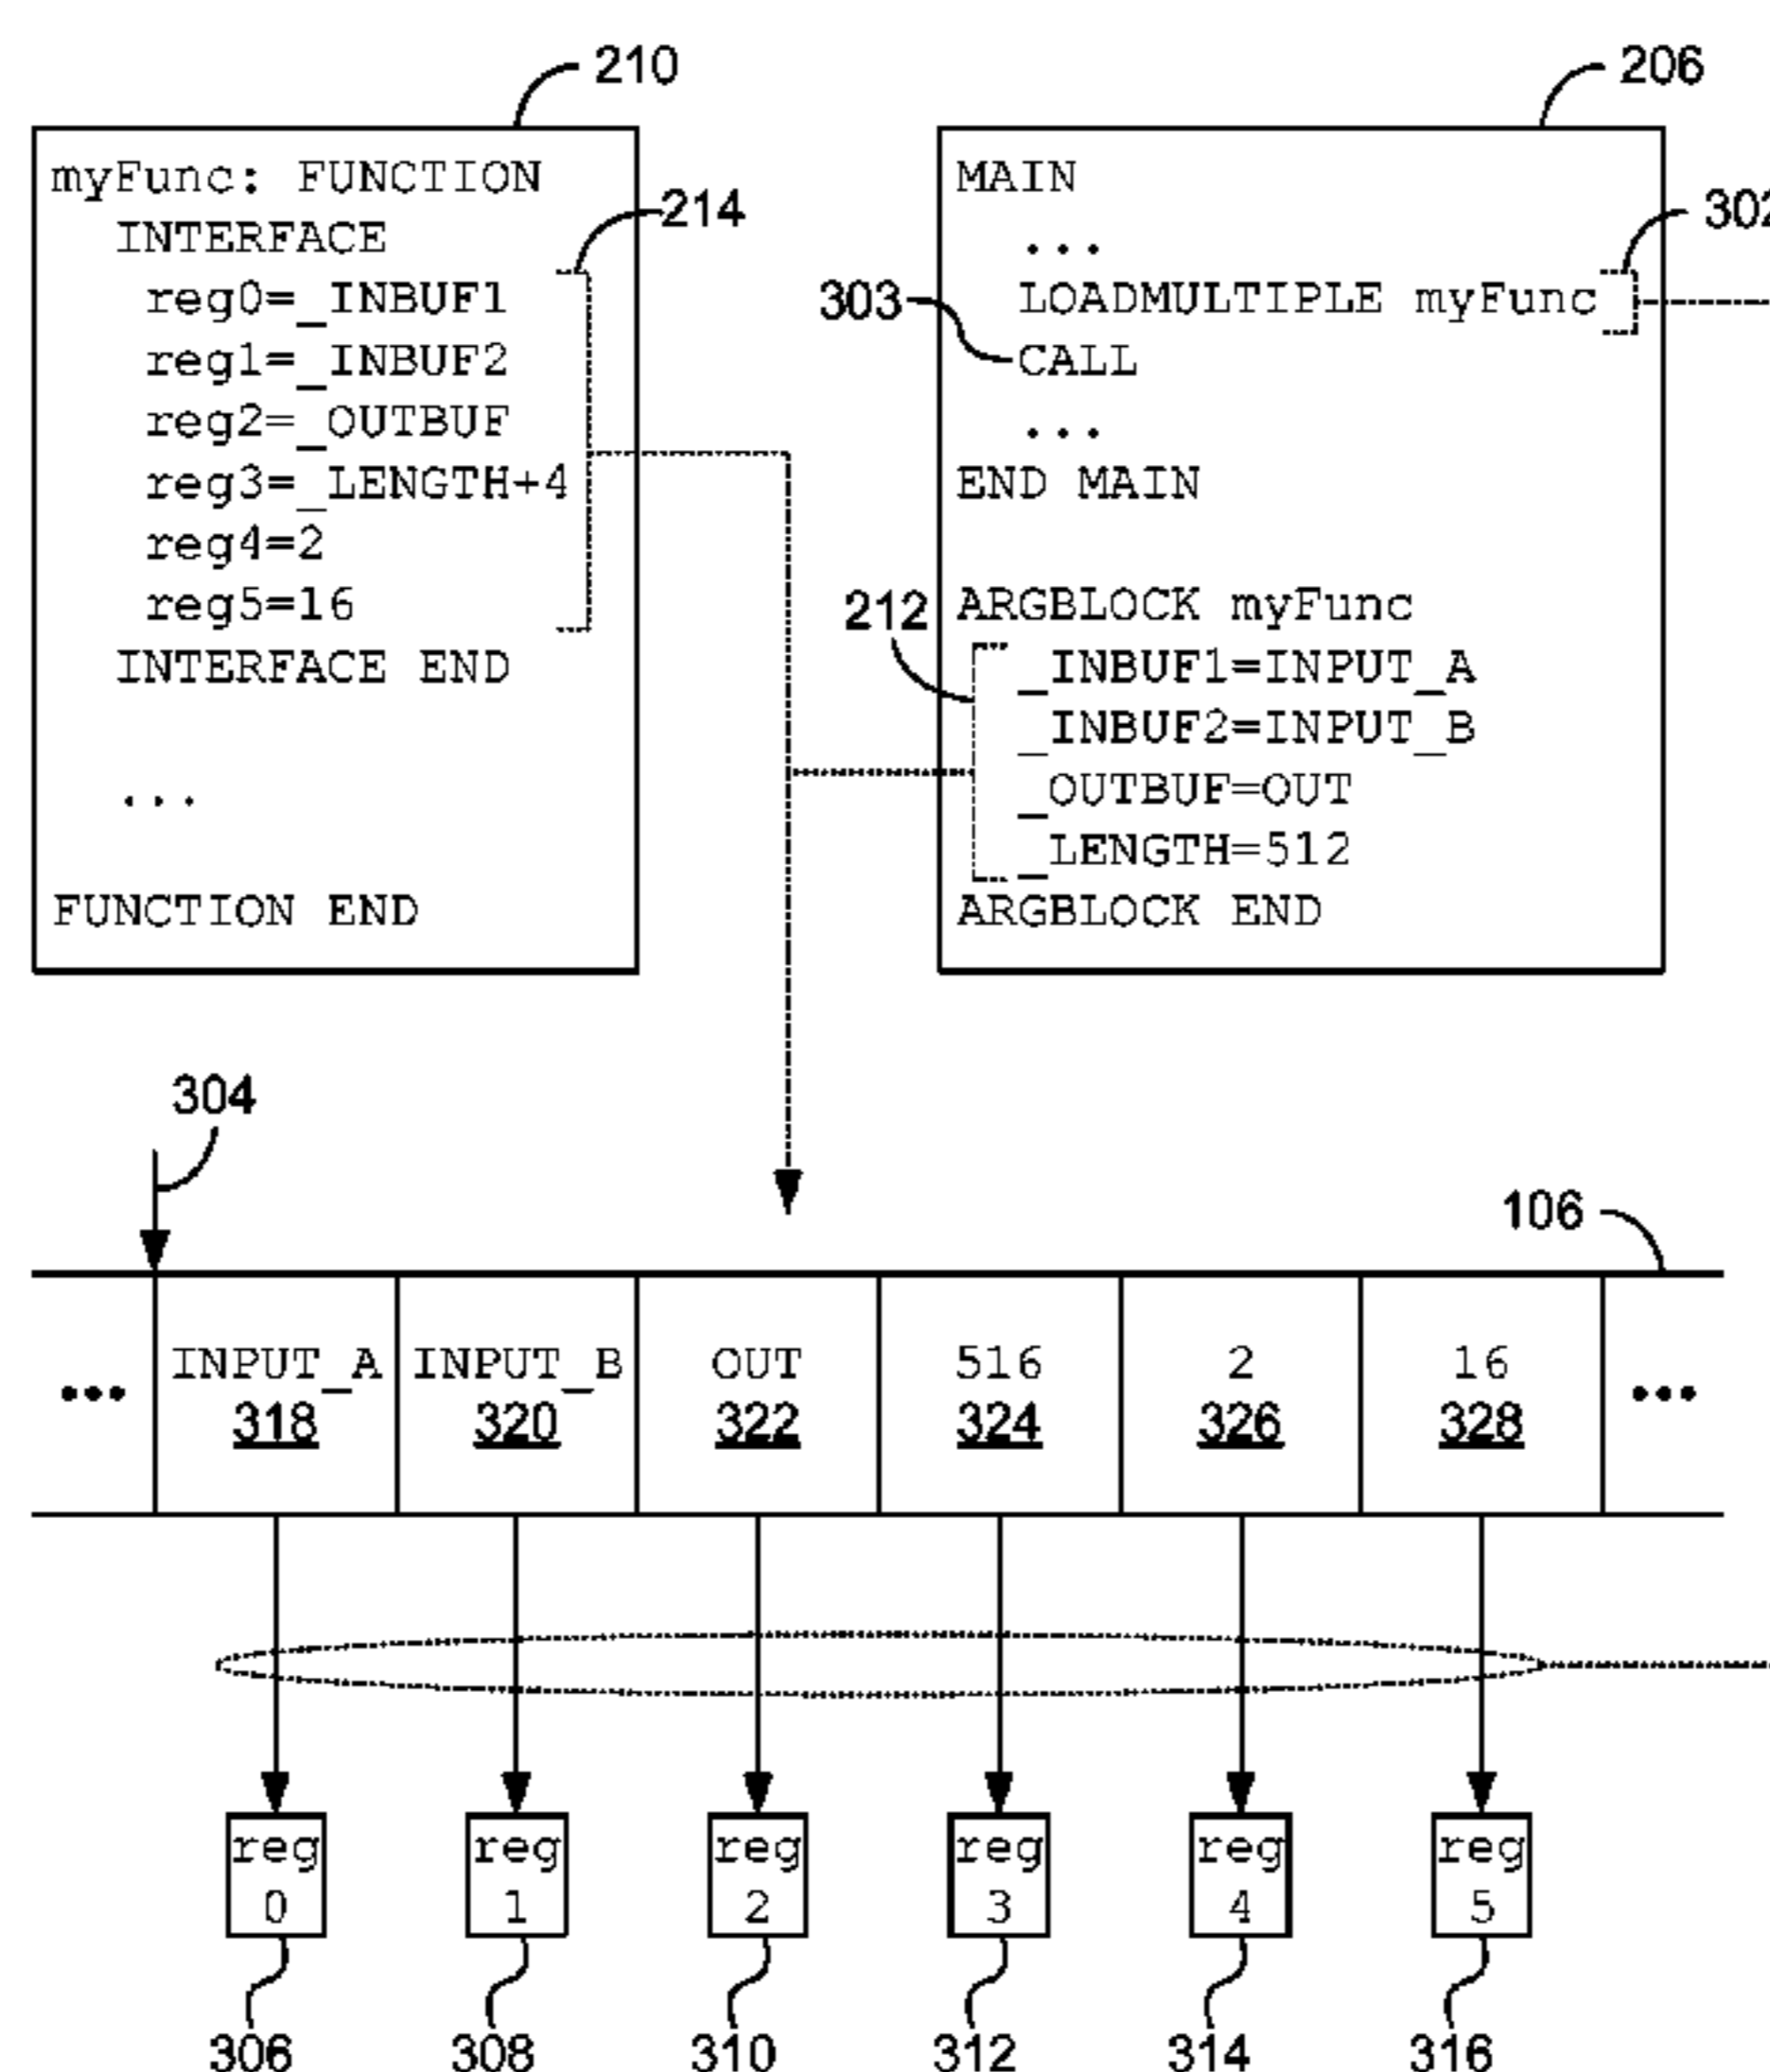 210
myFunc: FUNCTION
INTERFACE
214
reg0=_INBUF1
reg1=_INBUF2
reg2=_OUTBUF
reg3=_LENGTH+4
reg4=2
reg5=16
INTERFACE END
...
FUNCTION END
206
MAIN
...
302
LOADMULTIPLE myFunc
303
CALL
...
END MAIN
ARGBLOCK myFunc
212
_INBUF1=INPUT_A
_INBUF2=INPUT_B
_OUTBUF=OUT
_LENGTH=512
ARGBLOCK END
304
106
... INPUT_A INPUT_B OUT 516 2 16 ...
318 320 322 324 326 328
reg reg reg reg reg reg
0 1 2 3 4 5
306 308 310 312 314 316